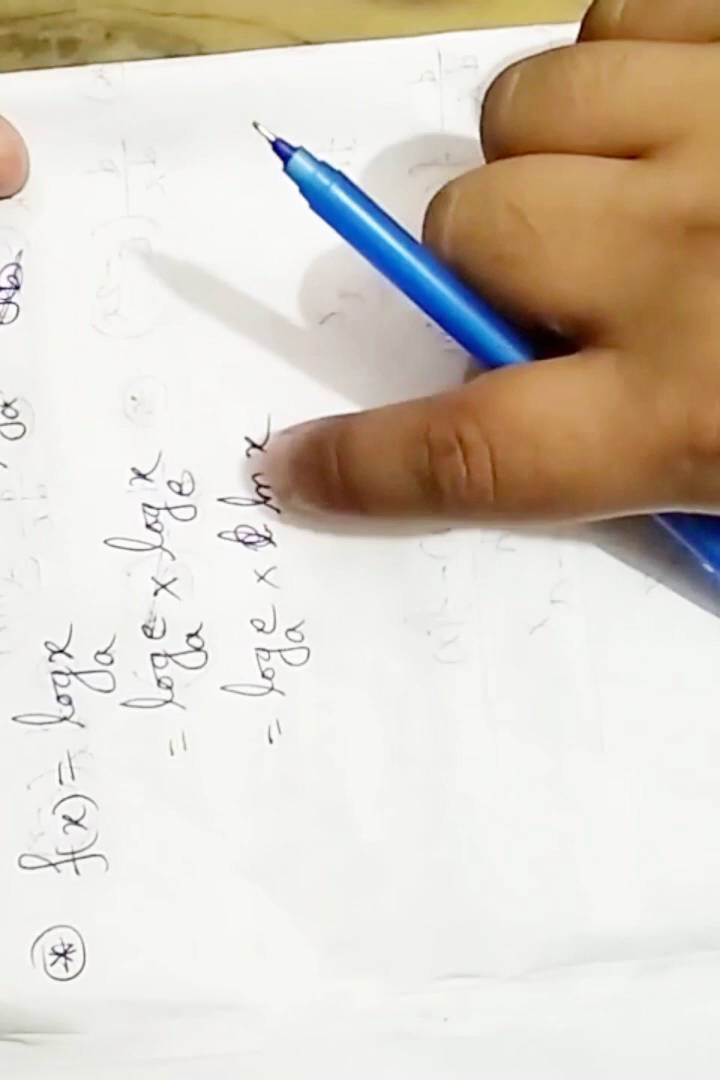 ⊛ f(x) = logₐx
= logₐe × logₑx
= logₐe × ln x